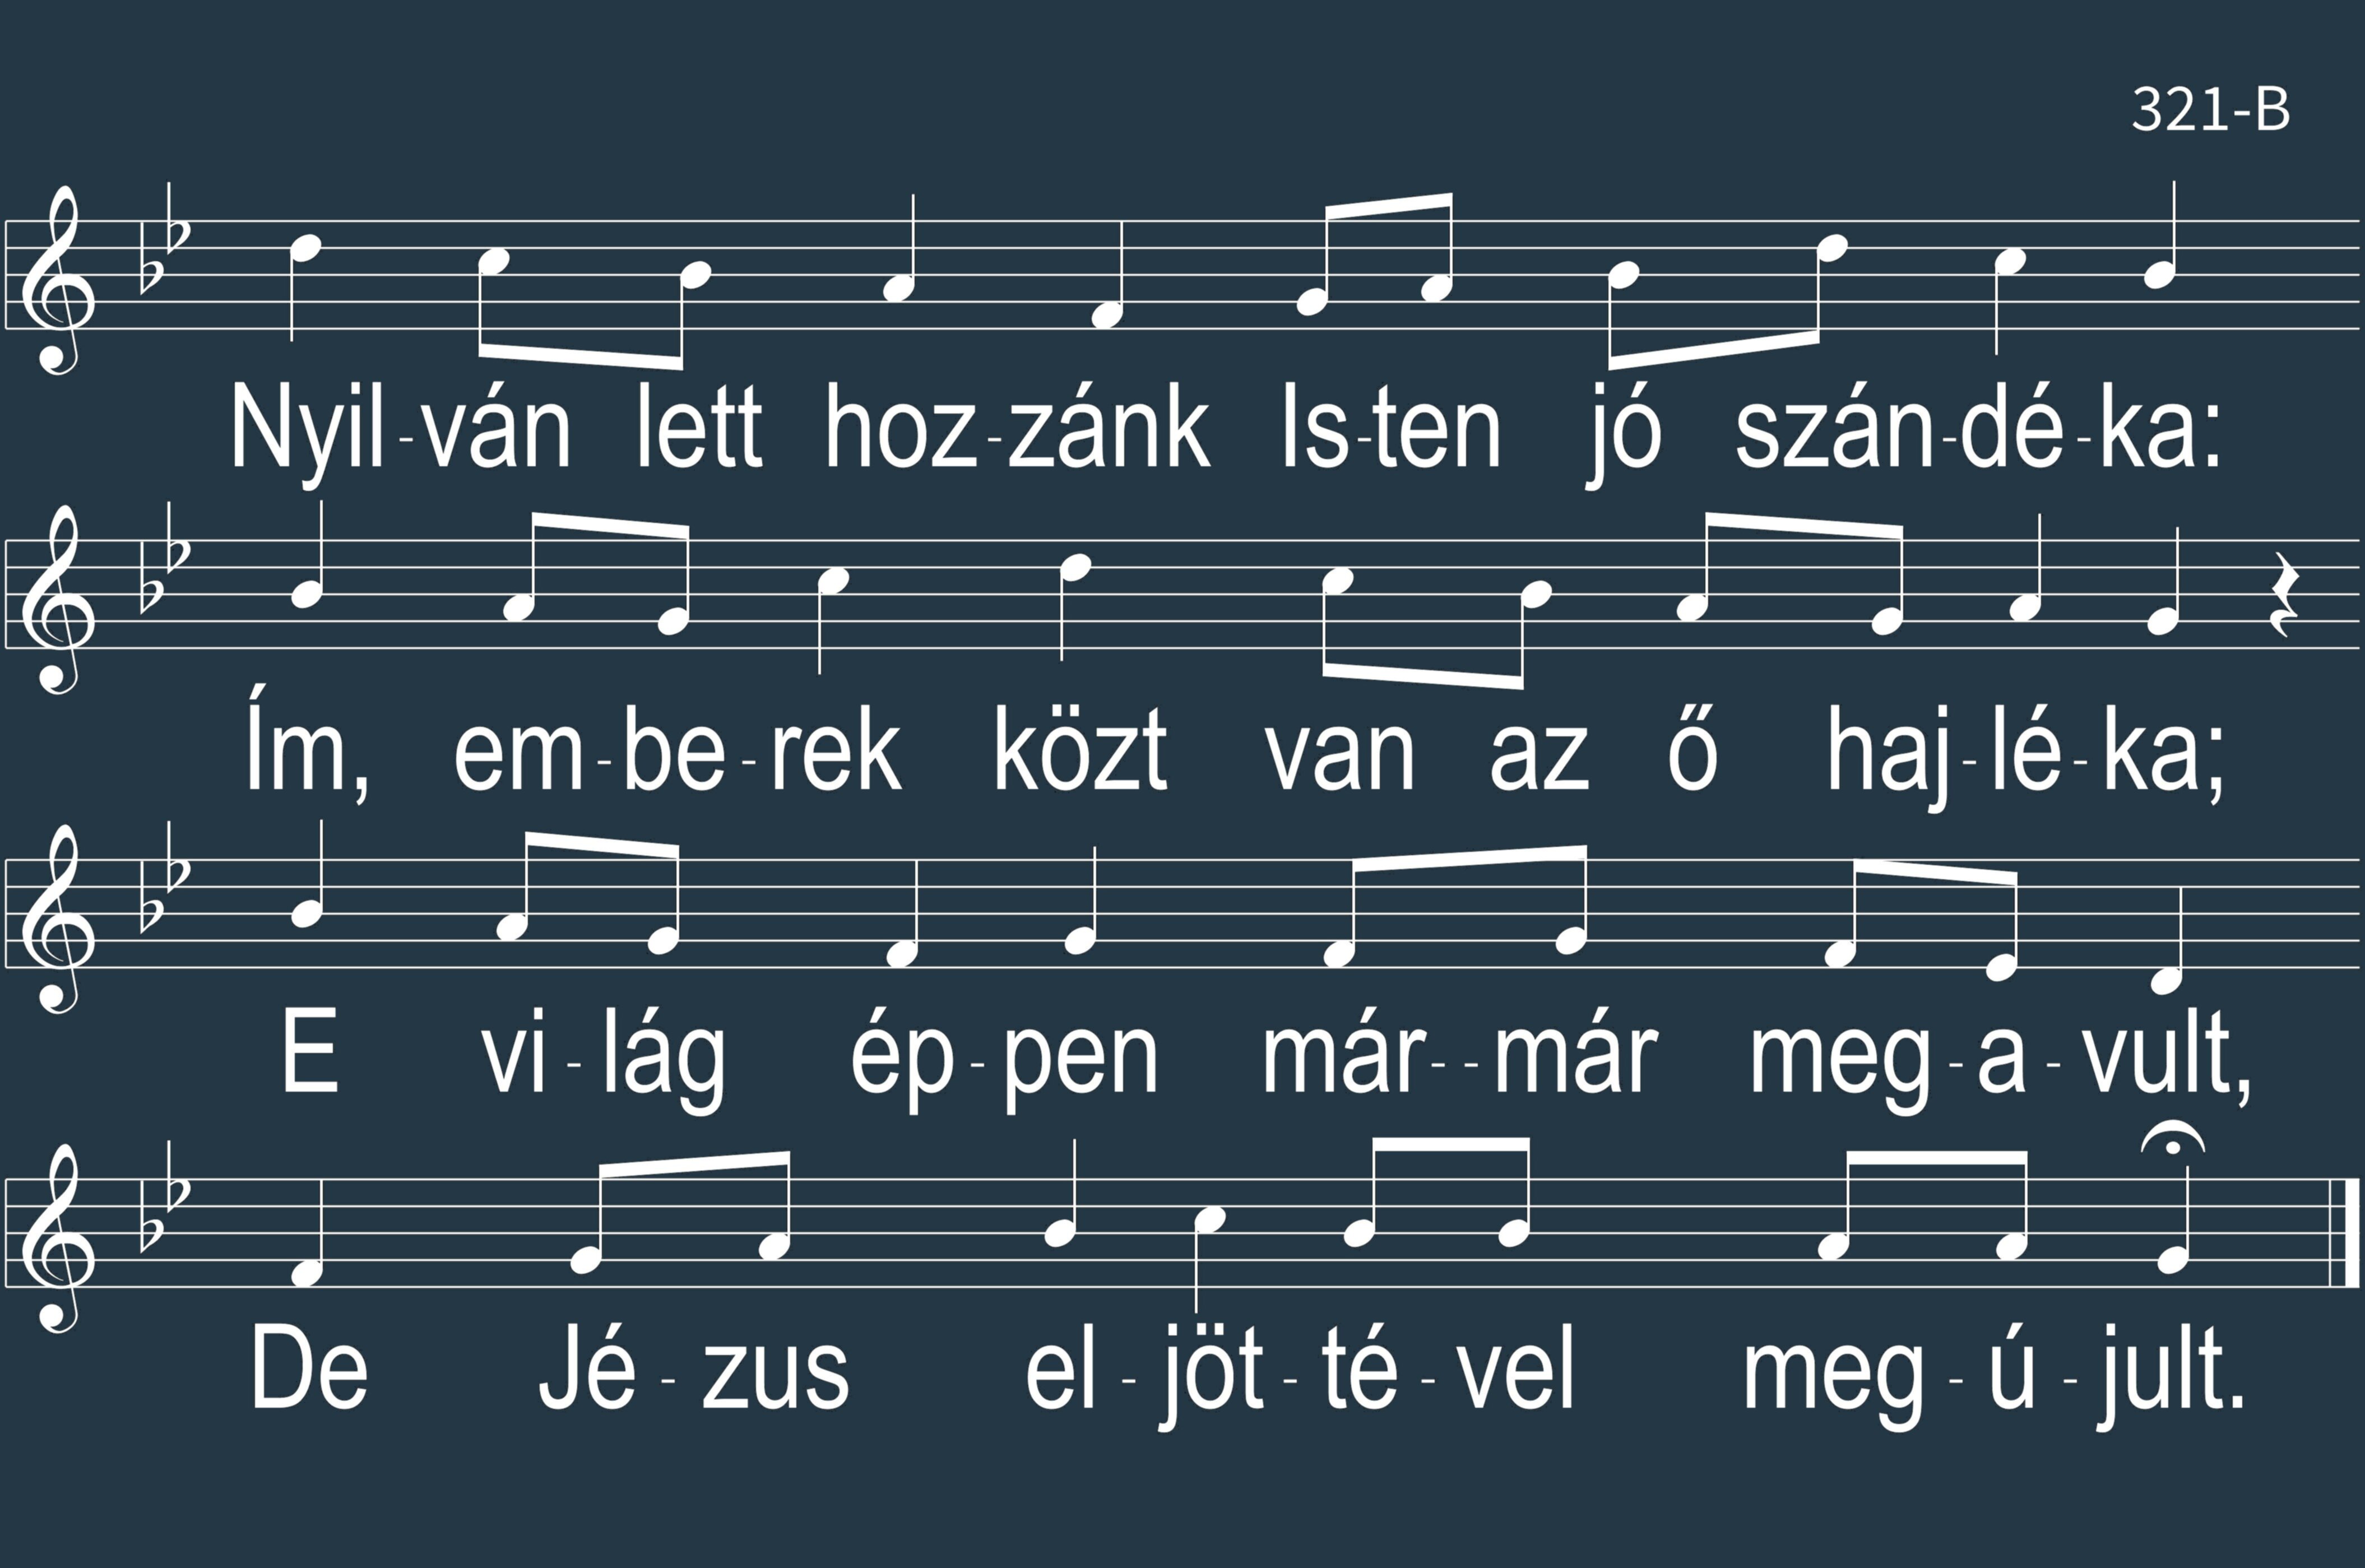 321-B
Nyil-ván lett hoz-zánk Is-ten jó szán-dé-ka:
Ím, em-be-rek közt van az ő haj-lé-ka;
E vi-lág ép-pen már--már meg-a-vult,
De Jé-zus el-jöt-té-vel meg-ú-jult.